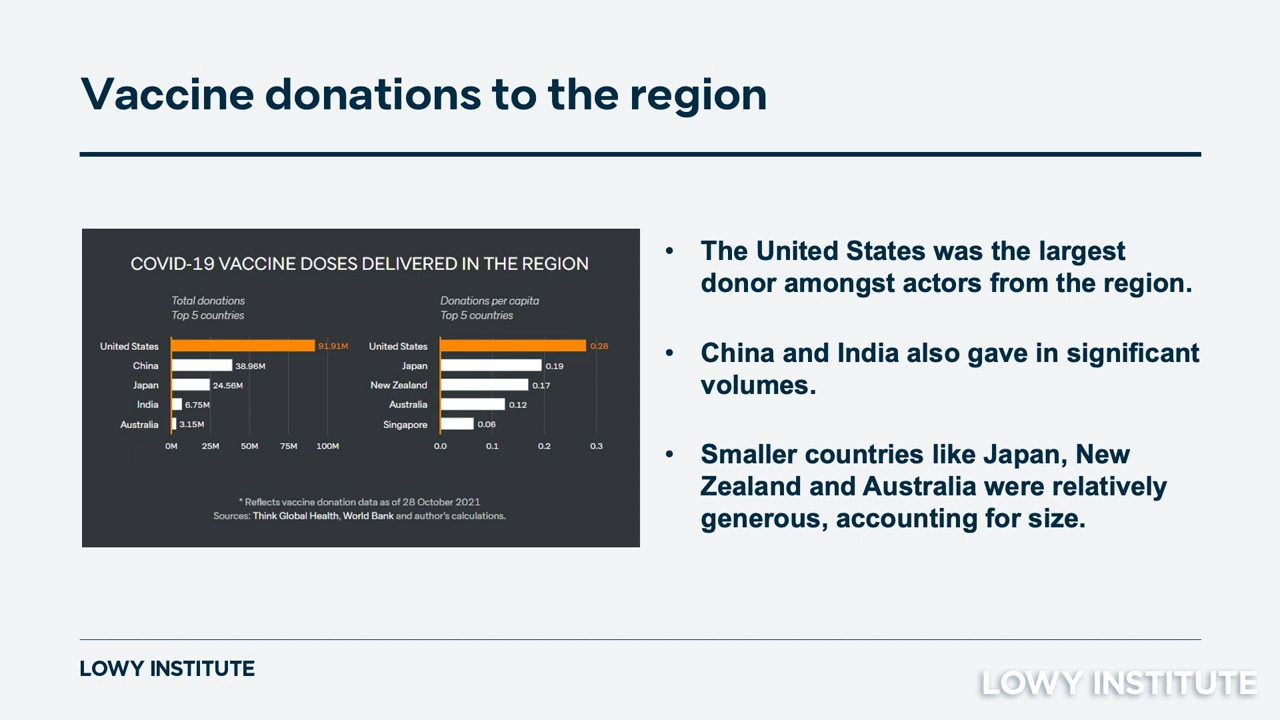 Vaccine donations to the region
COVID-19 VACCINE DOSES DELIVERED IN THE REGION
Total donations
Top 5 countries
United States 91.91M
China 38.96M
Japan 24.56M
India 6.75M
Australia 3.15M
0M 25M 50M 75M 100M
Donations per capita
Top 5 countries
United States 0.28
Japan 0.19
New Zealand 0.17
Australia 0.12
Singapore 0.06
0.0 0.1 0.2 0.3
* Reflects vaccine donation data as of 28 October 2021
Sources: Think Global Health, World Bank and author's calculations.
• The United States was the largest
donor amongst actors from the region.
• China and India also gave in significant
volumes.
• Smaller countries like Japan, New
Zealand and Australia were relatively
generous, accounting for size.
LOWY INSTITUTE
LOWY INSTITUTE